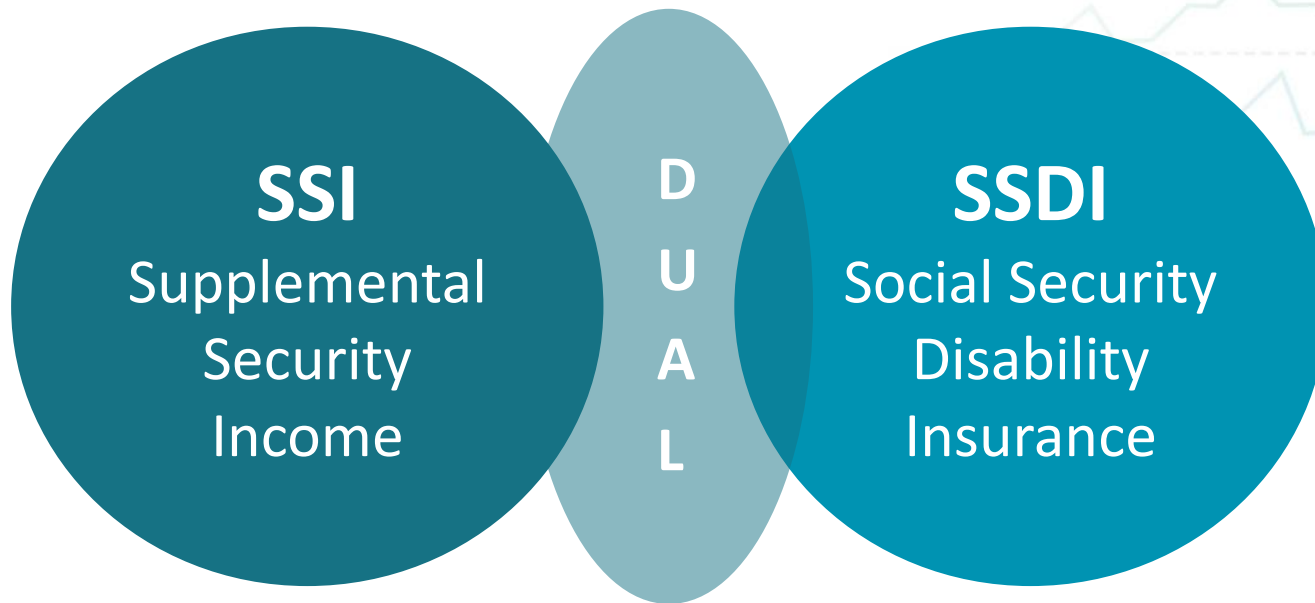 SSI
Supplemental
Security
Income
D
U
A
L
SSDI
Social Security
Disability
Insurance